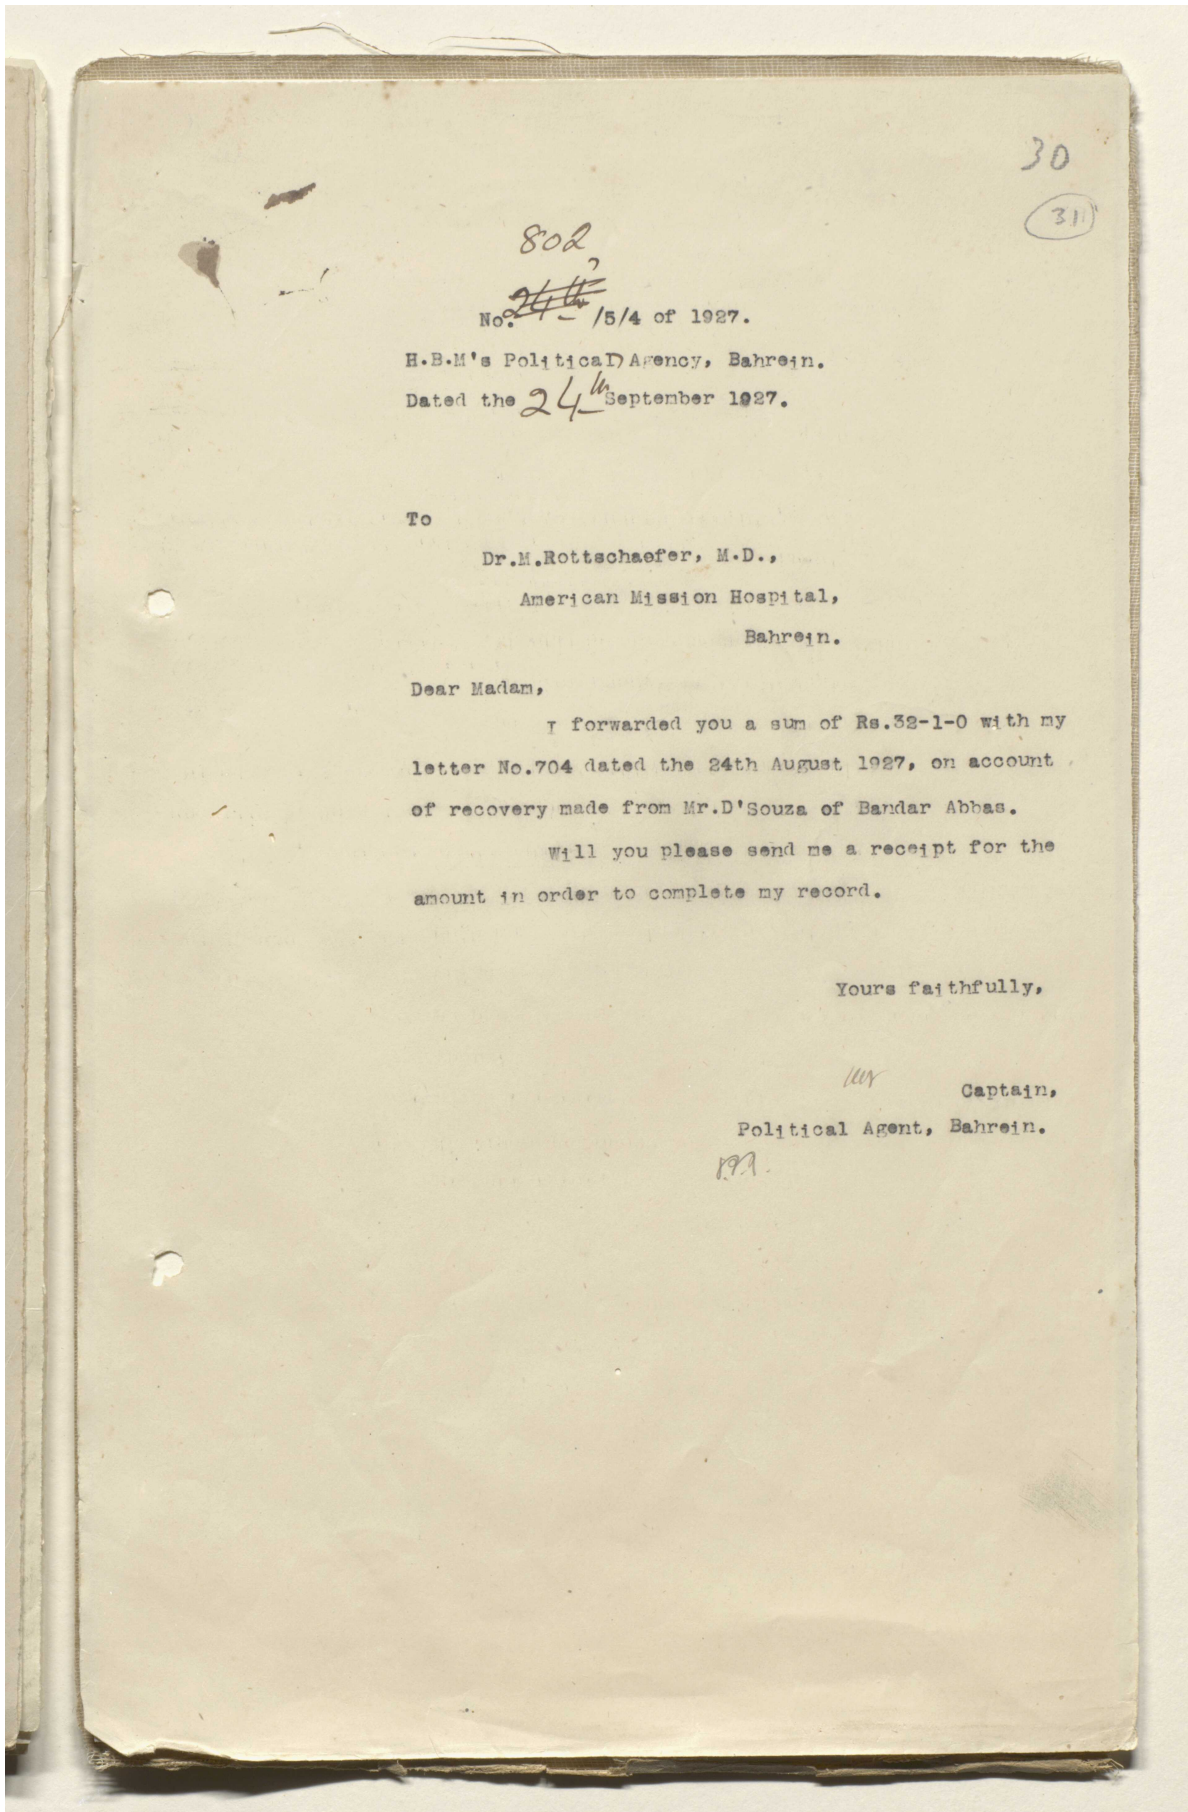 30
31
802
No. 24th /5/4 of 1927.
H.B.M's Political Agency, Bahrein.
Dated the 24th September 1927.
To
Dr.M.Rottschaefer, M.D.,
American Mission Hospital,
Bahrein.
Dear Madam,
I forwarded you a sum of Rs.32-1-0 with my
letter No.704 dated the 24th August 1927, on account
of recovery made from Mr.D'Souza of Bandar Abbas.
Will you please send me a receipt for the
amount in order to complete my record.
Yours faithfully,
Captain,
Political Agent, Bahrein.